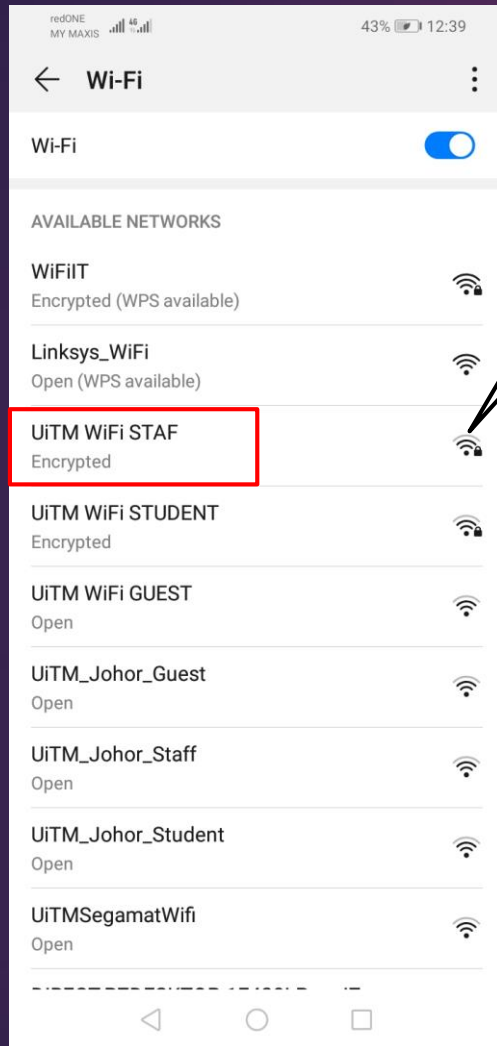 redONE
MY MAXIS 46 43% 12:39
Wi-Fi
Wi-Fi
AVAILABLE NETWORKS
WiFiIT
Encrypted (WPS available)
Linksys_WiFi
Open (WPS available)
UiTM WiFi STAF
Encrypted
UiTM WiFi STUDENT
Encrypted
UiTM WiFi GUEST
Open
UiTM_Johor_Guest
Open
UiTM_Johor_Staff
Open
UiTM_Johor_Student
Open
UiTMSegamatWifi
Open